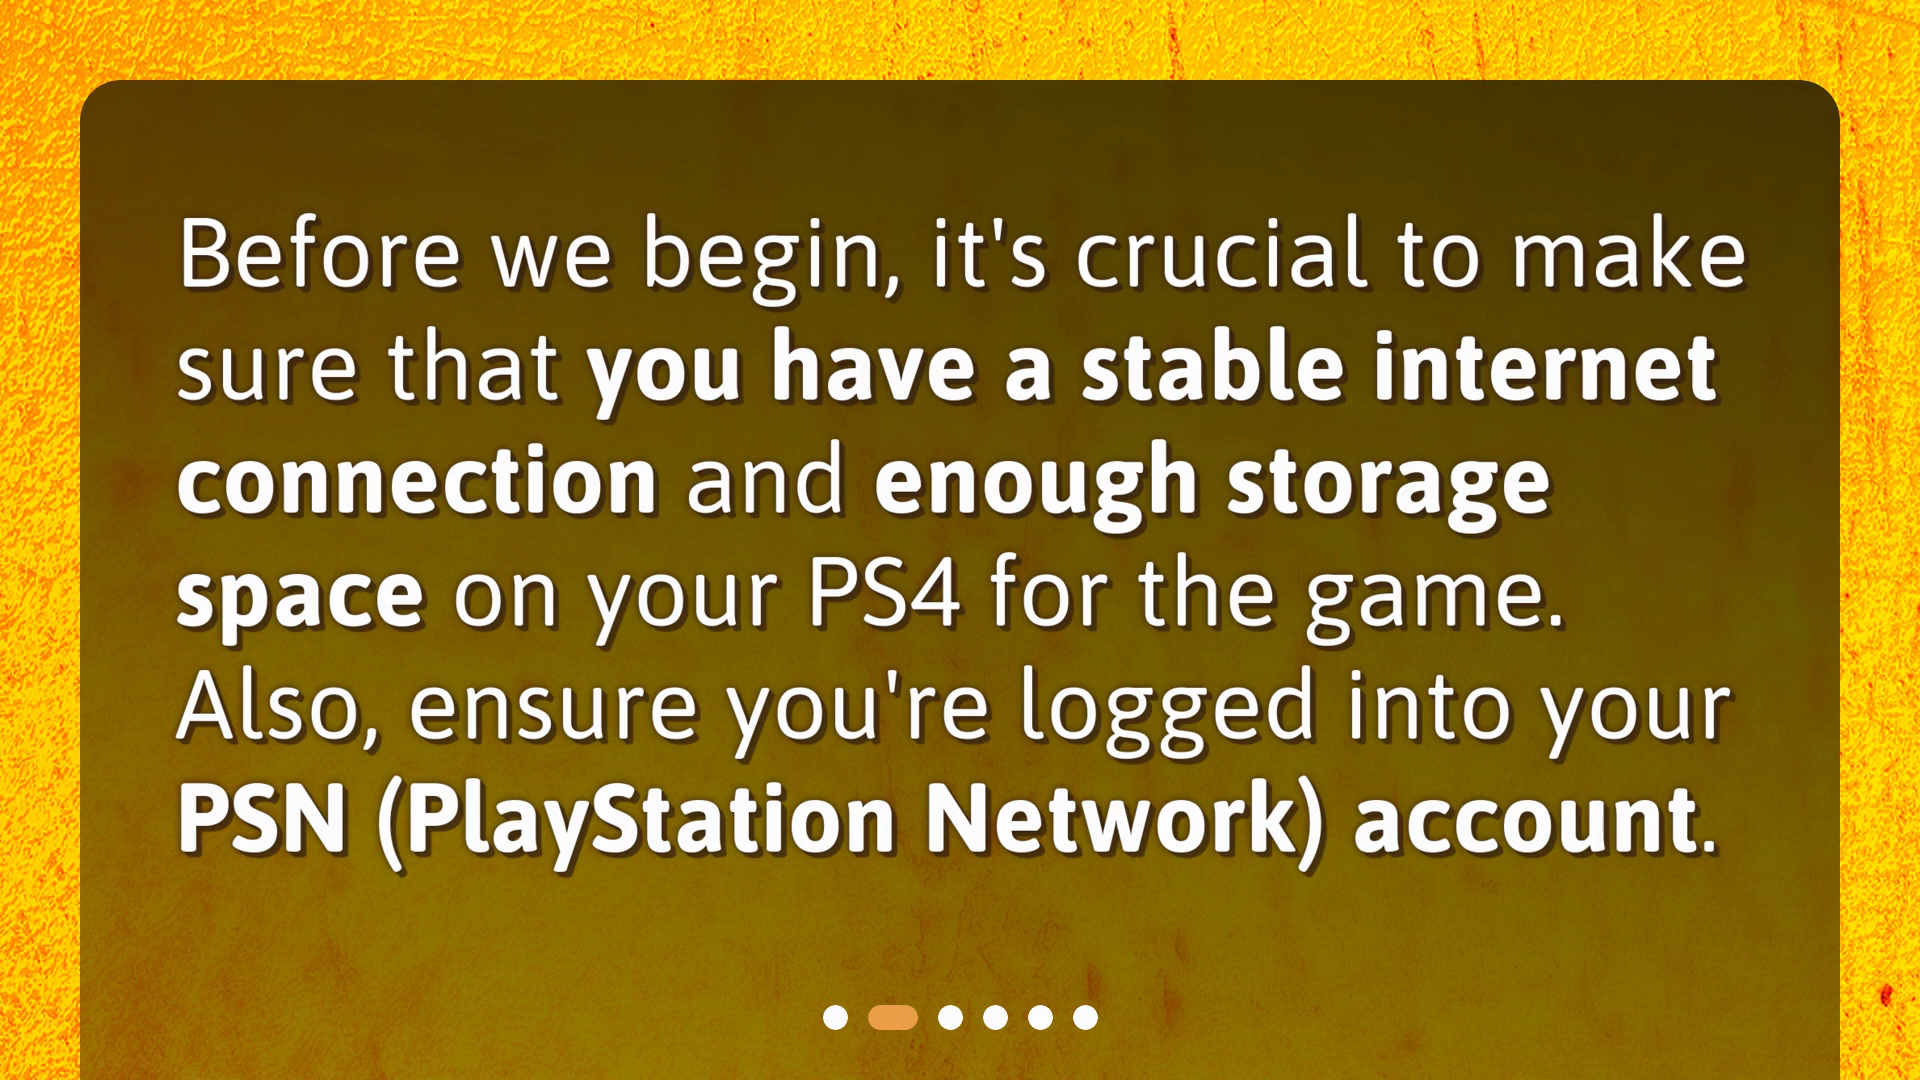 Before we begin, it's crucial to make
sure that you have a stable internet
connection and enough storage
space on your PS4 for the game.
Also, ensure you're logged into your
PSN (PlayStation Network) account.